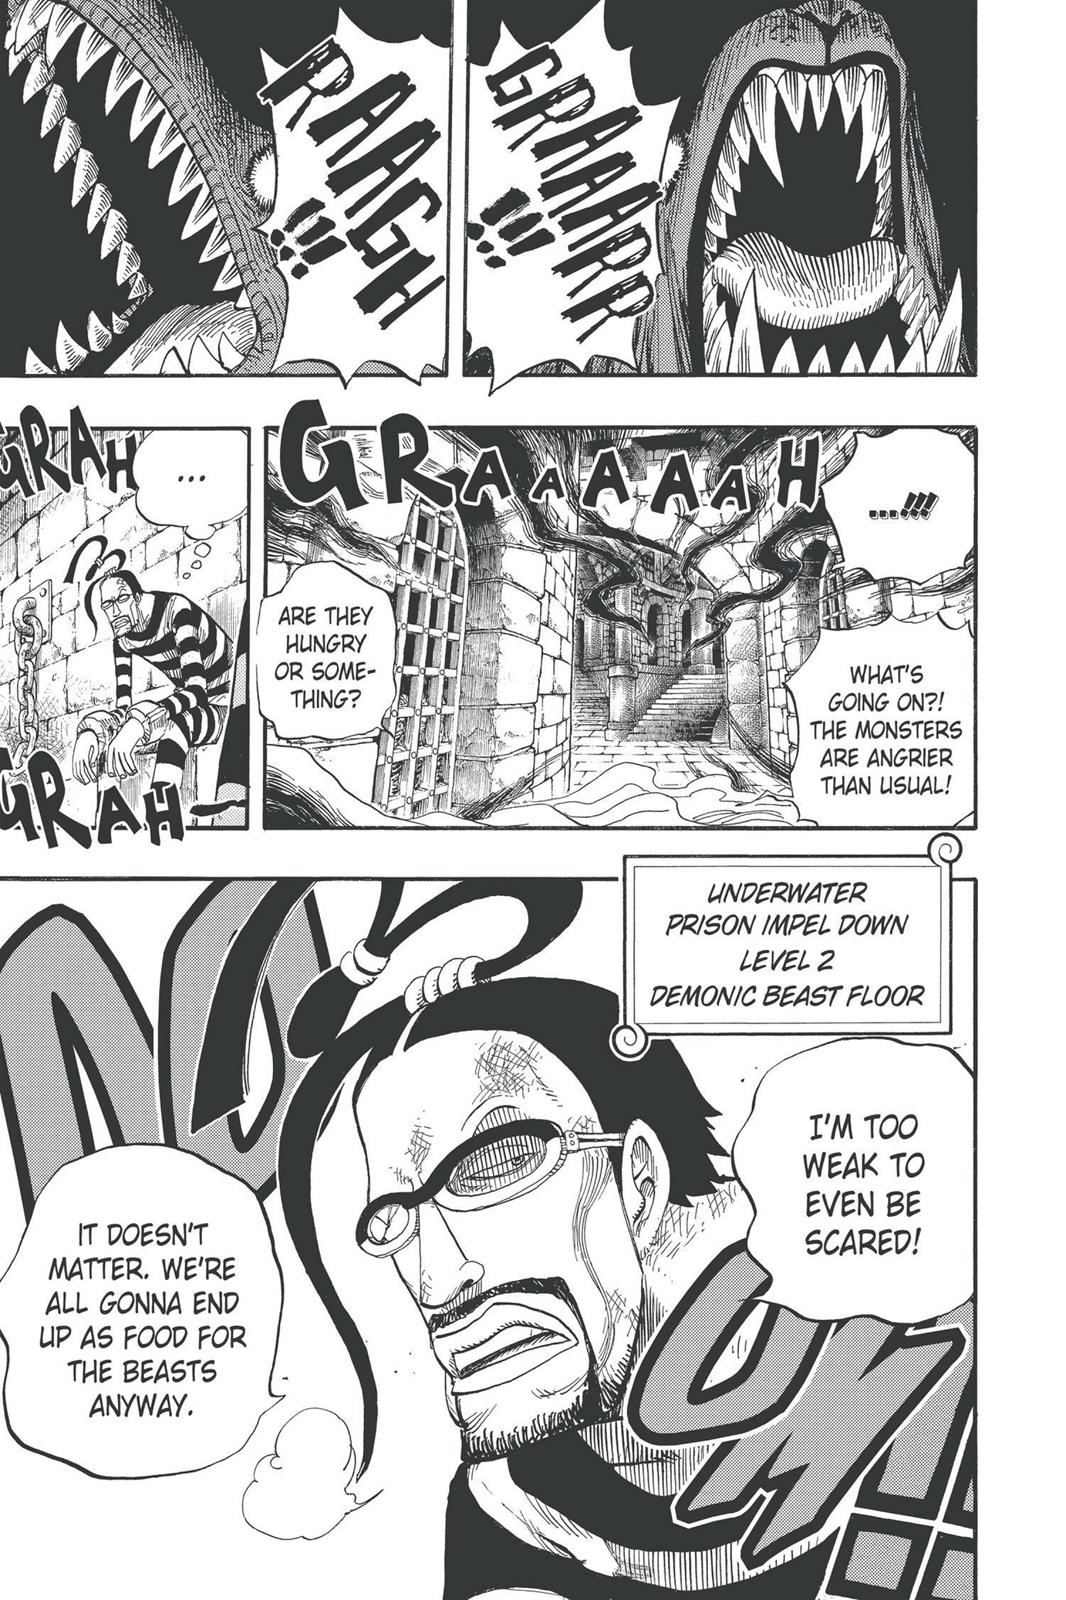 GRAAARR
!!!
RAAAGH
!!!
...!!!
GRAAAAAAH
WHAT'S
GOING ON?!
THE MONSTERS
ARE ANGRIER
THAN USUAL!
ARE THEY
HUNGRY
OR SOME-
THING?
...
GRAH
GRAH
UNDERWATER
PRISON IMPEL DOWN
LEVEL 2
DEMONIC BEAST FLOOR
I'M TOO
WEAK TO
EVEN BE
SCARED!
IT DOESN'T
MATTER. WE'RE
ALL GONNA END
UP AS FOOD FOR
THE BEASTS
ANYWAY.